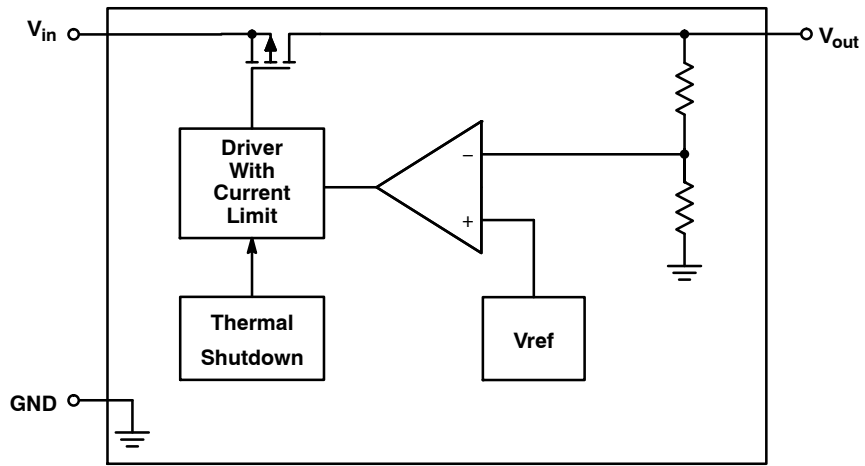 Vin
Vout
Driver
With
Current
Limit
−
+
Thermal
Shutdown
Vref
GND